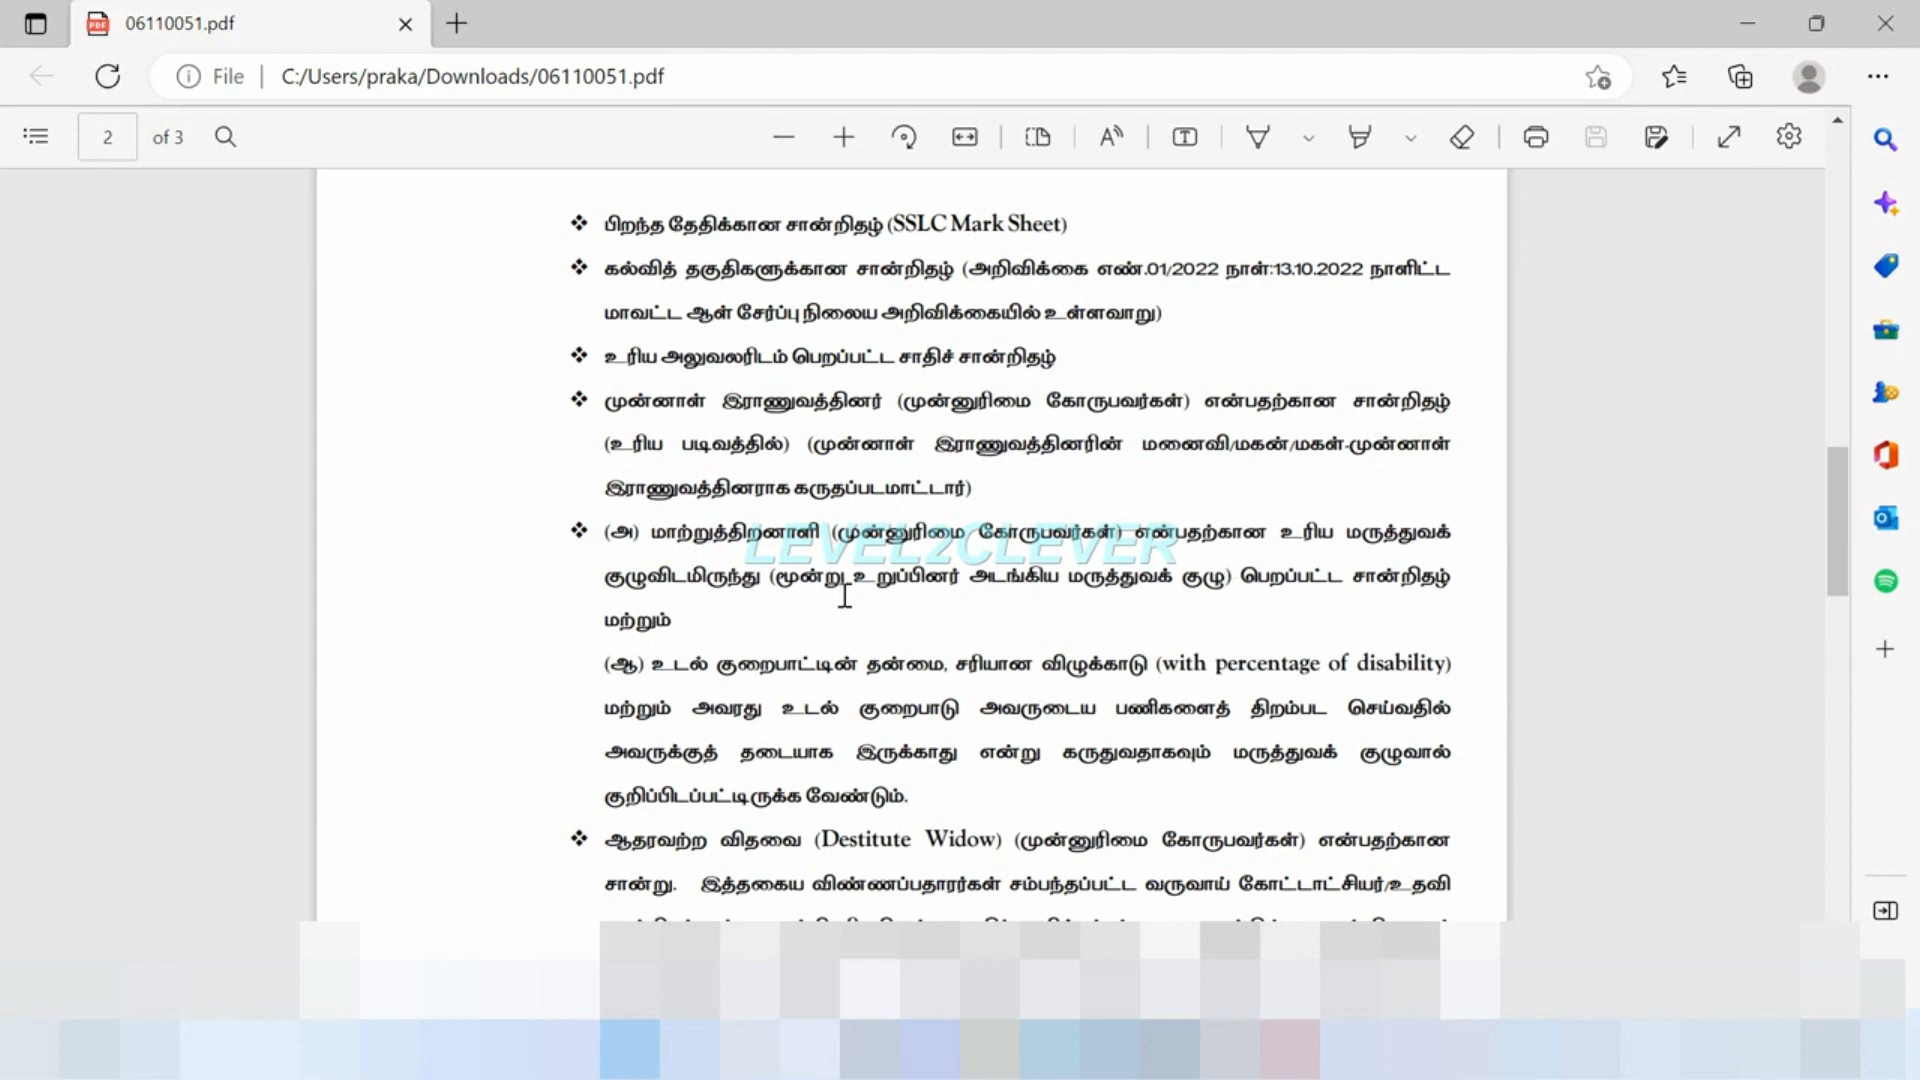 06110051.pdf
File
C:/Users/praka/Downloads/06110051.pdf
2 of 3
❖ பிறந்த தேதிக்கான சான்றிதழ் (SSLC Mark Sheet)
❖ கல்வித் தகுதிகளுக்கான சான்றிதழ் (அறிவிக்கை எண்.01/2022 நாள்:13.10.2022 நாளிட்ட
மாவட்ட ஆள் சேர்ப்பு நிலைய அறிவிக்கையில் உள்ளவாறு)
❖ உரிய அலுவலரிடம் பெறப்பட்ட சாதிச் சான்றிதழ்
❖ முன்னாள் இராணுவத்தினர் (முன்னுரிமை கோருபவர்கள்) என்பதற்கான சான்றிதழ்
(உரிய படிவத்தில்) (முன்னாள் இராணுவத்தினரின் மனைவி/மகன்/மகள்-முன்னாள்
இராணுவத்தினராக கருதப்படமாட்டார்)
❖ (அ) மாற்றுத்திறனாளி (முன்னுரிமை கோருபவர்கள்) என்பதற்கான உரிய மருத்துவக்
LEVEL2CLEVER
குழுவிடமிருந்து (மூன்று உறுப்பினர் அடங்கிய மருத்துவக் குழு) பெறப்பட்ட சான்றிதழ்
மற்றும்
(ஆ) உடல் குறைபாட்டின் தன்மை, சரியான விழுக்காடு (with percentage of disability)
மற்றும் அவரது உடல் குறைபாடு அவருடைய பணிகளைத் திறம்பட செய்வதில்
அவருக்குத் தடையாக இருக்காது என்று கருதுவதாகவும் மருத்துவக் குழுவால்
குறிப்பிடப்பட்டிருக்க வேண்டும்.
❖ ஆதரவற்ற விதவை (Destitute Widow) (முன்னுரிமை கோருபவர்கள்) என்பதற்கான
சான்று. இத்தகைய விண்ணப்பதாரர்கள் சம்பந்தப்பட்ட வருவாய் கோட்டாட்சியர்/உதவி